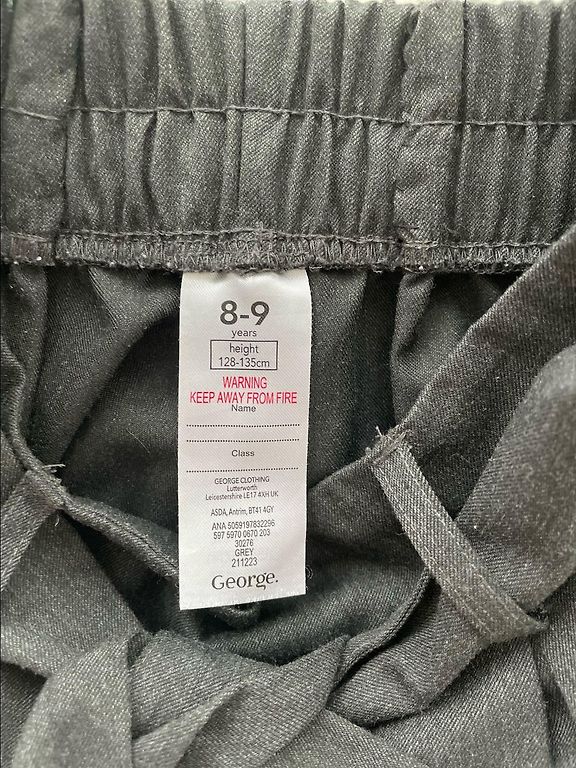 8-9
years
height
128-135cm
WARNING
KEEP AWAY FROM FIRE
Name
Class
GEORGE CLOTHING
Lutterworth
Leicestershire LE17 4XH UK
ASDA, Antrim, BT41 4GY
ANA 5059197832296
597 5970 0670 203
30276
GREY
211223
George.